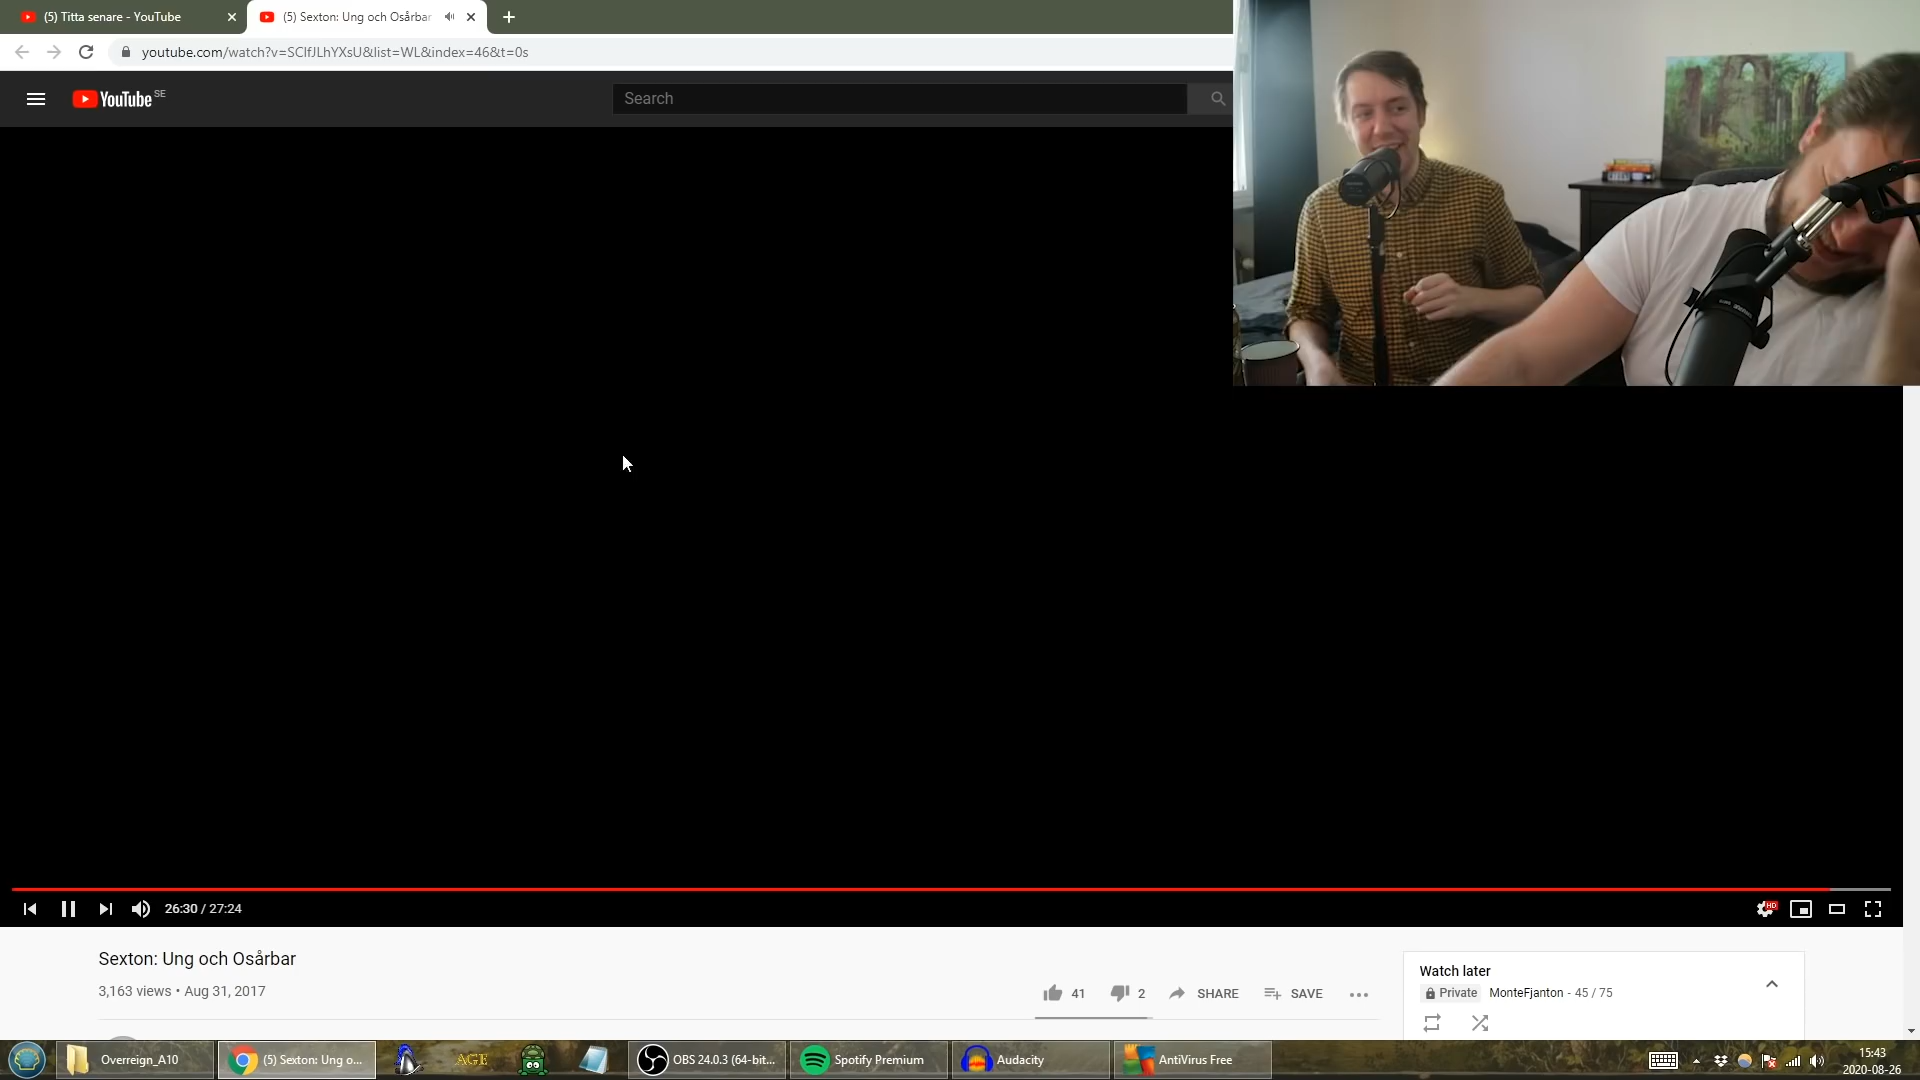 (5) Titta senare - YouTube
(5) Sexton: Ung och Osårbar
youtube.com/watch?v=SClfJLhYXsU&list=WL&index=46&t=0s
YouTube SE
Search
26:30 / 27:24
HD
Sexton: Ung och Osårbar
3,163 views • Aug 31, 2017
41
2
SHARE
SAVE
Watch later
Private MonteFjanton - 45 / 75
Overreign_A10
(5) Sexton: Ung o...
AGE
OBS 24.0.3 (64-bit...
Spotify Premium
Audacity
AntiVirus Free
15:43
2020-08-26